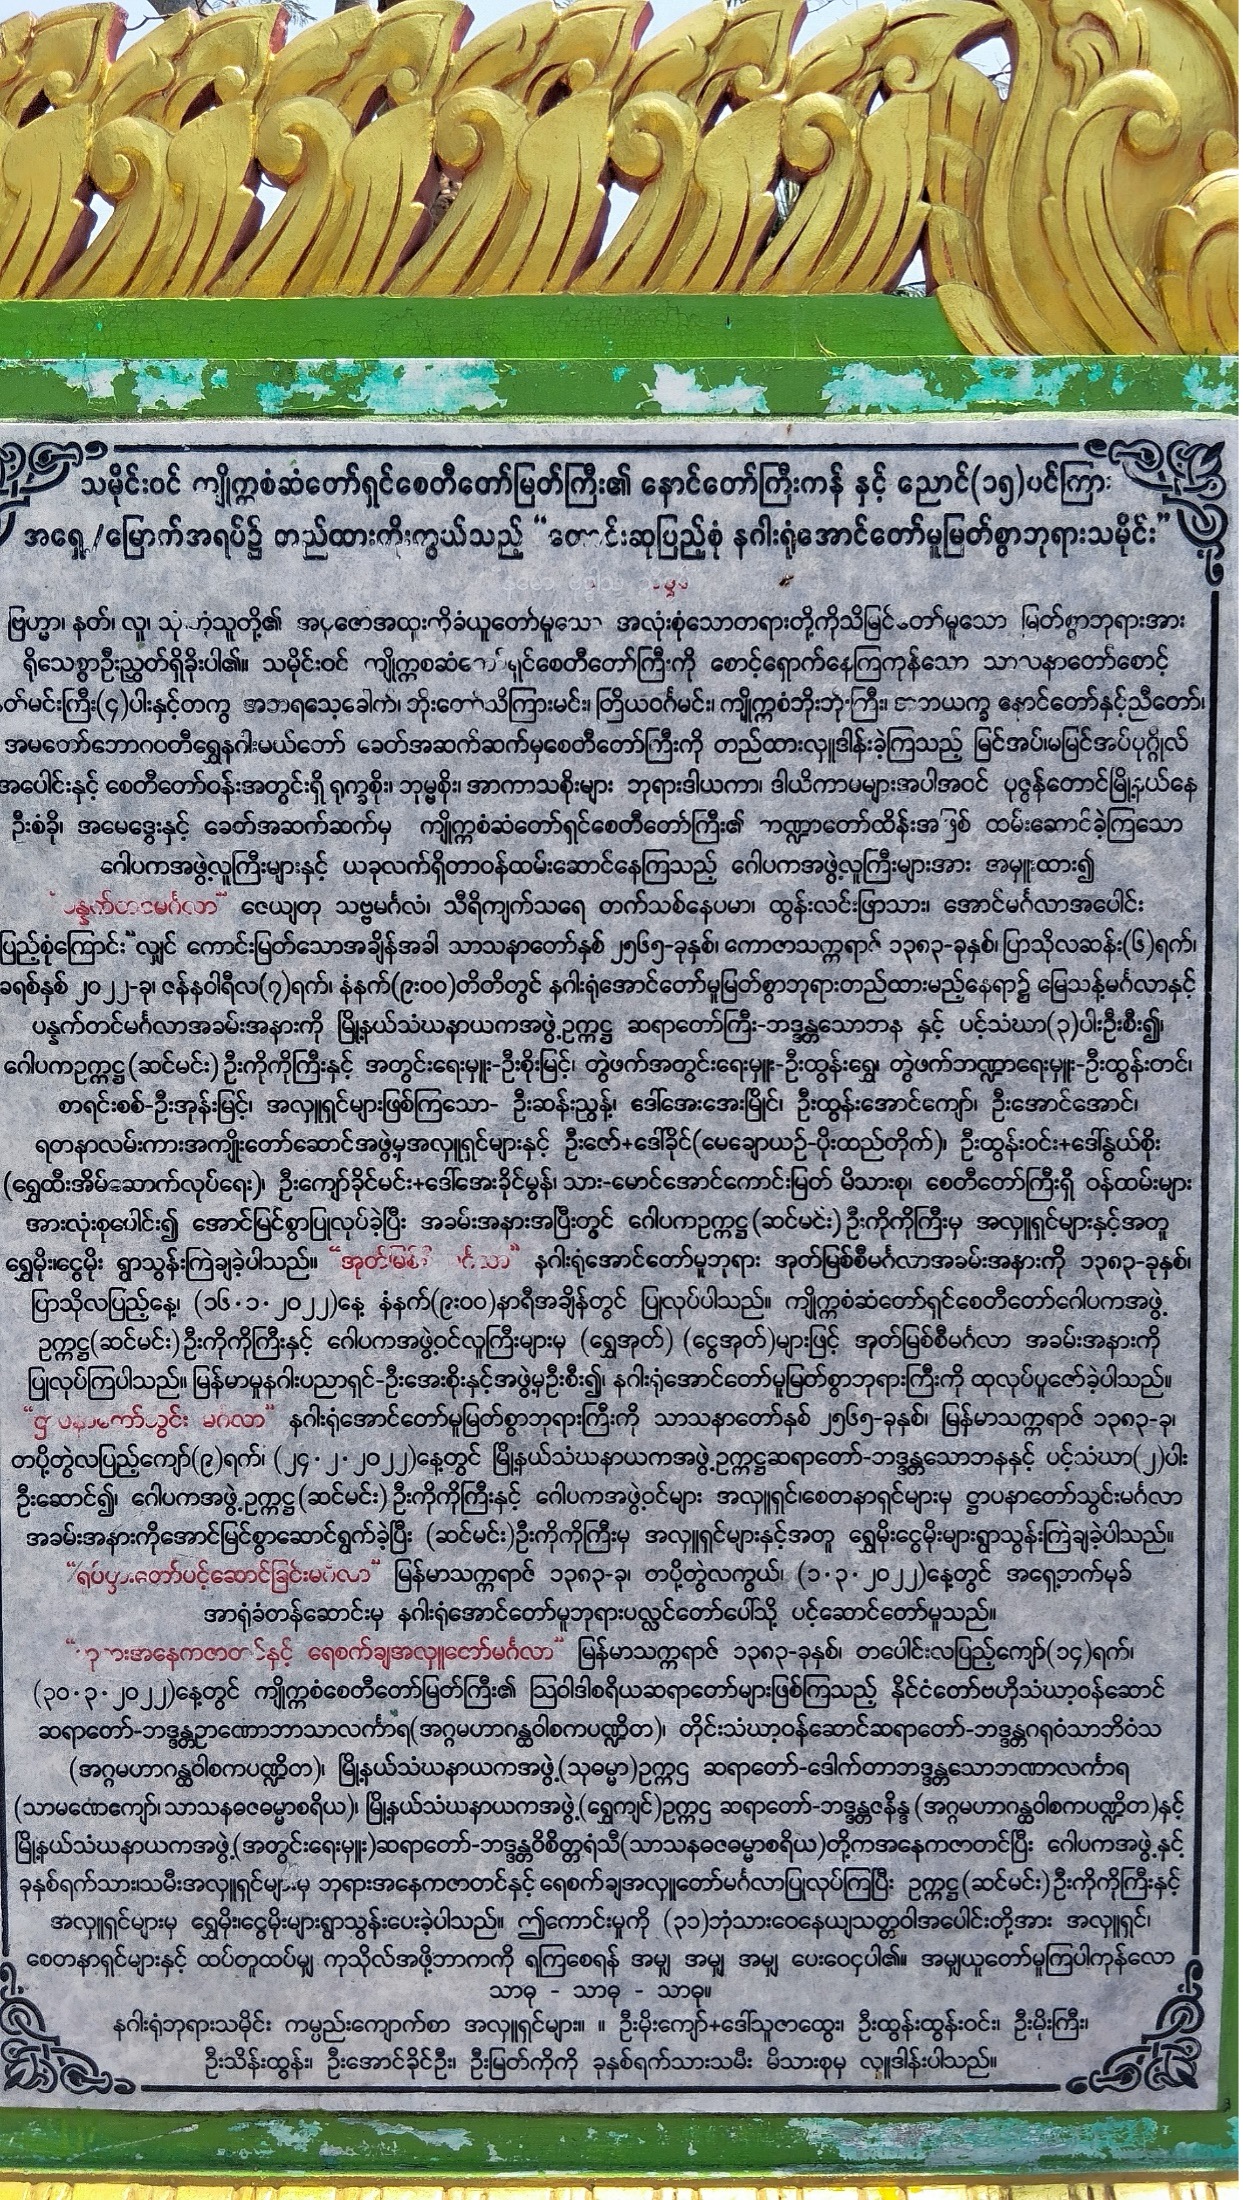 သမိုင်းဝင် ကျိုက္ကစံဆံတော်ရှင်စေတီတော်မြတ်ကြီး၏ နောင်တော်ကြီးကန် နှင့် ညောင်(၁၅)ပင်ကြား
အရှေ့/မြောက်အရပ်၌ တည်ထားကိုးကွယ်သည့် “တောင်းဆုပြည့်စုံ နဂါးရုံအောင်တော်မူမြတ်စွာဘုရားသမိုင်း”
ဗြဟ္မာ၊ နတ်၊ လူ၊ သုံးဘုံသူတို့၏ အပူဇော်အထူးကိုခံယူတော်မူသော အလုံးစုံသောတရားတို့ကိုသိမြင်တော်မူသော မြတ်စွာဘုရားအား
ရိုသေစွာဦးညွှတ်ရှိခိုးပါ၏။ သမိုင်းဝင် ကျိုက္ကစံဆံတော်ရှင်စေတီတော်ကြီးကို စောင့်ရှောက်နေကြကုန်သော သာသနာတော်စောင့်
နတ်မင်းကြီး(၄)ပါးနှင့်တကွ အဘရသေ့ခေါကဲ၊ ဘိုးတော်သိကြားမင်း၊ တြိယဝင်္ဂမင်း၊ ကျိုက္ကစံဘိုးဘိုးကြီး၊ နောင်တော်နှင့်ညီတော်၊
အမတော်ဘောဂဝတီရွှေနဂါးမယ်တော် ခေတ်အဆက်ဆက်မှစေတီတော်ကြီးကို တည်ထားလှူဒါန်းခဲ့ကြသည့် မြင်အပ်၊မမြင်အပ်ပုဂ္ဂိုလ်
အပေါင်းနှင့် စေတီတော်ဝန်းအတွင်းရှိ ရုက္ခစိုး၊ ဘုမ္မစိုး၊ အာကာသစိုးများ ဘုရားဒါယကာ၊ ဒါယိကာမများအပါအဝင် ပုဇွန်တောင်မြို့နယ်နေ
ဦးစံခို၊ အမေဒွေးနှင့် ခေတ်အဆက်ဆက်မှ ကျိုက္ကစံဆံတော်ရှင်စေတီတော်ကြီး၏ ဘဏ္ဍာတော်ထိန်းအဖြစ် ထမ်းဆောင်ခဲ့ကြသော
ဂေါပကအဖွဲ့လူကြီးများနှင့် ယခုလက်ရှိတာဝန်ထမ်းဆောင်နေကြသည့် ဂေါပကအဖွဲ့လူကြီးများအား အမှူးထား၍
“ပန္နက်တင်မင်္ဂလာ” ဇေယျတု သဗ္ဗမင်္ဂလံ၊ သီရိကျက်သရေ တက်သစ်နေပမာ၊ ထွန်းလင်းဖြာသား၊ အောင်မင်္ဂလာအပေါင်း
ပြည့်စုံကြောင်း“လျှင် ကောင်းမြတ်သောအချိန်အခါ သာသနာတော်နှစ် ၂၅၆၅-ခုနှစ်၊ ကောဇာသက္ကရာဇ် ၁၃၈၃-ခုနှစ်၊ ပြာသိုလဆန်း(၆)ရက်၊
ခရစ်နှစ် ၂၀၂၂-ခု၊ ဇန်နဝါရီလ(၇)ရက်၊ နံနက်(၉း၀၀)တိတိတွင် နဂါးရုံအောင်တော်မူမြတ်စွာဘုရားတည်ထားမည့်နေရာ၌ မြေသန့်မင်္ဂလာနှင့်
ပန္နက်တင်မင်္ဂလာအခမ်းအနားကို မြို့နယ်သံဃနာယကအဖွဲ့ဥက္ကဋ္ဌ ဆရာတော်ကြီး-ဘဒ္ဒန္တသောဘန နှင့် ပင့်သံဃာ(၃)ပါးဦးစီး၍၊
ဂေါပကဥက္ကဋ္ဌ(ဆင်မင်း)ဦးကိုကိုကြီးနှင့် အတွင်းရေးမှူး-ဦးစိုးမြင့်၊ တွဲဖက်အတွင်းရေးမှူး-ဦးထွန်းရွှေ၊ တွဲဖက်ဘဏ္ဍာရေးမှူး-ဦးထွန်းတင်၊
စာရင်းစစ်-ဦးအုန်းမြင့်၊ အလှူရှင်များဖြစ်ကြသော- ဦးဆန်းညွန့်၊ ဒေါ်အေးအေးမြိုင်၊ ဦးထွန်းအောင်ကျော်၊ ဦးအောင်အောင်၊
ရတနာလမ်းကားအကျိုးတော်ဆောင်အဖွဲ့မှအလှူရှင်များနှင့် ဦးဇော်+ဒေါ်ခိုင်(မေချောယဉ်-ပိုးထည်တိုက်)၊ ဦးထွန်းဝင်း+ဒေါ်နွယ်စိုး
(ရွှေထီးအိမ်ဆောက်လုပ်ရေး)၊ ဦးကျော်ခိုင်မင်း+ဒေါ်အေးခိုင်မွန်၊ သား-မောင်အောင်ကောင်းမြတ် မိသားစု၊ စေတီတော်ကြီးရှိ ဝန်ထမ်းများ
အားလုံးစုပေါင်း၍ အောင်မြင်စွာပြုလုပ်ခဲ့ပြီး အခမ်းအနားအပြီးတွင် ဂေါပကဥက္ကဋ္ဌ(ဆင်မင်း)ဦးကိုကိုကြီးမှ အလှူရှင်များနှင့်အတူ
ရွှေမိုး၊ငွေမိုး ရွာသွန်းကြဲချခဲ့ပါသည်။ “အုတ်မြစ်စီမင်္ဂလာ” နဂါးရုံအောင်တော်မူဘုရား အုတ်မြစ်စီမင်္ဂလာအခမ်းအနားကို ၁၃၈၃-ခုနှစ်၊
ပြာသိုလပြည့်နေ့၊ (၁၆.၁.၂၀၂၂)နေ့ နံနက်(၉း၀၀)နာရီအချိန်တွင် ပြုလုပ်ပါသည်။ ကျိုက္ကစံဆံတော်ရှင်စေတီတော်ဂေါပကအဖွဲ့
ဥက္ကဋ္ဌ(ဆင်မင်း)ဦးကိုကိုကြီးနှင့် ဂေါပကအဖွဲ့ဝင်လူကြီးများမှ (ရွှေအုတ်) (ငွေအုတ်)များဖြင့် အုတ်မြစ်စီမင်္ဂလာ အခမ်းအနားကို
ပြုလုပ်ကြပါသည်။ မြန်မာမှုနဂါးပညာရှင်-ဦးအေးစိုးနှင့်အဖွဲ့မှဦးစီး၍၊ နဂါးရုံအောင်တော်မူမြတ်စွာဘုရားကြီးကို ထုလုပ်ပူဇော်ခဲ့ပါသည်။
“ဌာပနာတော်သွင်း မင်္ဂလာ” နဂါးရုံအောင်တော်မူမြတ်စွာဘုရားကြီးကို သာသနာတော်နှစ် ၂၅၆၅-ခုနှစ်၊ မြန်မာသက္ကရာဇ် ၁၃၈၃-ခု၊
တပို့တွဲလပြည့်ကျော်(၉)ရက်၊ (၂၄.၂.၂၀၂၂)နေ့တွင် မြို့နယ်သံဃနာယကအဖွဲ့ဥက္ကဋ္ဌဆရာတော်-ဘဒ္ဒန္တသောဘနနှင့် ပင့်သံဃာ(၂)ပါး
ဦးဆောင်၍၊ ဂေါပကအဖွဲ့ဥက္ကဋ္ဌ(ဆင်မင်း)ဦးကိုကိုကြီးနှင့် ဂေါပကအဖွဲ့ဝင်များ အလှူရှင်၊စေတနာရှင်များမှ ဌာပနာတော်သွင်းမင်္ဂလာ
အခမ်းအနားကိုအောင်မြင်စွာဆောင်ရွက်ခဲ့ပြီး (ဆင်မင်း)ဦးကိုကိုကြီးမှ အလှူရှင်များနှင့်အတူ ရွှေမိုးငွေမိုးများရွာသွန်းကြဲချခဲ့ပါသည်။
“ရုပ်ပွားတော်ပင့်ဆောင်ခြင်းမင်္ဂလာ” မြန်မာသက္ကရာဇ် ၁၃၈၃-ခု၊ တပို့တွဲလကွယ်၊ (၁.၃.၂၀၂၂)နေ့တွင် အရှေ့ဘက်မုခ်
အာရုံခံတန်ဆောင်းမှ နဂါးရုံအောင်တော်မူဘုရားပလ္လင်တော်ပေါ်သို့ ပင့်ဆောင်တော်မူသည်။
“ဘုရားအနေကဇာတင်နှင့် ရေစက်ချအလှူတော်မင်္ဂလာ” မြန်မာသက္ကရာဇ် ၁၃၈၃-ခုနှစ်၊ တပေါင်းလပြည့်ကျော်(၁၄)ရက်၊
(၃၀.၃.၂၀၂၂)နေ့တွင် ကျိုက္ကစံစေတီတော်မြတ်ကြီး၏ ဩဝါဒါစရိယဆရာတော်များဖြစ်ကြသည့် နိုင်ငံတော်ဗဟိုသံဃာ့ဝန်ဆောင်
ဆရာတော်-ဘဒ္ဒန္တဉာဏောဘာသာလင်္ကာရ(အဂ္ဂမဟာဂန္ထဝါစကပဏ္ဍိတ)၊ တိုင်းသံဃာ့ဝန်ဆောင်ဆရာတော်-ဘဒ္ဒန္တဂရုဝံသာဘိဝံသ
(အဂ္ဂမဟာဂန္ထဝါစကပဏ္ဍိတ)၊ မြို့နယ်သံဃနာယကအဖွဲ့(သုဓမ္မာ)ဥက္ကဌ ဆရာတော်-ဒေါက်တာဘဒ္ဒန္တသောဘဏာလင်္ကာရ
(သာမဏေကျော်၊သာသနဓဇဓမ္မာစရိယ)၊ မြို့နယ်သံဃနာယကအဖွဲ့(ရွှေကျင်)ဥက္ကဌ ဆရာတော်-ဘဒ္ဒန္တဇနိန္ဒ(အဂ္ဂမဟာဂန္ထဝါစကပဏ္ဍိတ)နှင့်
မြို့နယ်သံဃနာယကအဖွဲ့(အတွင်းရေးမှူး)ဆရာတော်-ဘဒ္ဒန္တဝိစိတ္တရံသီ(သာသနဓဇဓမ္မာစရိယ)တို့ကအနေကဇာတင်ပြီး ဂေါပကအဖွဲ့နှင့်
ခုနှစ်ရက်သား၊သမီးအလှူရှင်များမှ ဘုရားအနေကဇာတင်နှင့် ရေစက်ချအလှူတော်မင်္ဂလာပြုလုပ်ကြပြီး ဥက္ကဋ္ဌ(ဆင်မင်း)ဦးကိုကိုကြီးနှင့်
အလှူရှင်များမှ ရွှေမိုး၊ငွေမိုးများရွာသွန်းပေးခဲ့ပါသည်။ ဤကောင်းမှုကို (၃၁)ဘုံသားဝေနေယျသတ္တဝါအပေါင်းတို့အား အလှူရှင်၊
စေတနာရှင်များနှင့် ထပ်တူထပ်မျှ ကုသိုလ်အဖို့ဘာဂကို ရကြစေရန် အမျှ အမျှ အမျှ ပေးဝေငှပါ၏။ အမျှယူတော်မူကြပါကုန်လော
သာဓု - သာဓု - သာဓု။
နဂါးရုံဘုရားသမိုင်း ကမ္ပည်းကျောက်စာ အလှူရှင်များ။ ။ ဦးမိုးကျော်+ဒေါ်သူဇာထွေး၊ ဦးထွန်းထွန်းဝင်း၊ ဦးမိုးကြီး၊
ဦးသိန်းထွန်း၊ ဦးအောင်ခိုင်ဦး၊ ဦးမြတ်ကိုကို ခုနှစ်ရက်သားသမီး မိသားစုမှ လှူဒါန်းပါသည်။